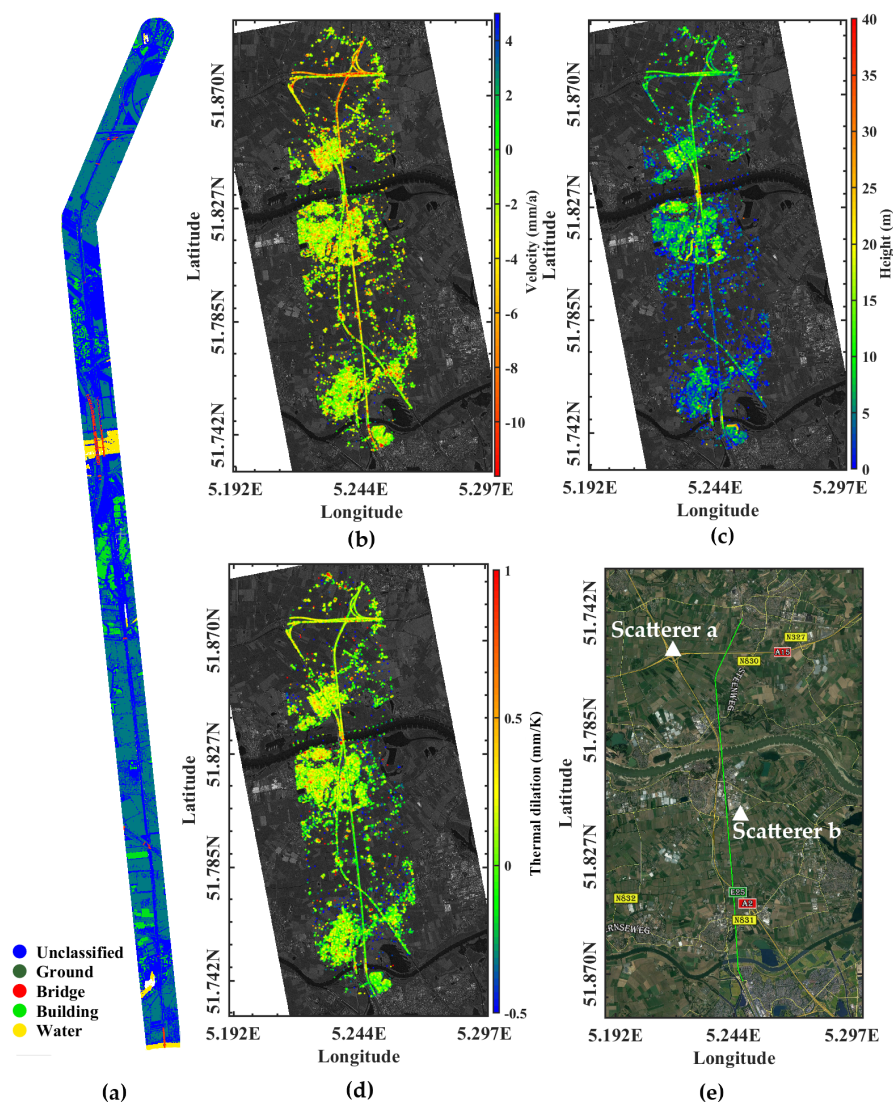 Unclassified
Ground
Bridge
Building
Water
(a)
51.870N
51.827N
51.785N
51.742N
Latitude
5.192E
5.244E
5.297E
Longitude
4
2
0
-2
-4
-6
-8
-10
Velocity (mm/a)
(b)
51.870N
51.827N
51.785N
51.742N
Latitude
5.192E
5.244E
5.297E
Longitude
40
35
30
25
20
15
10
5
0
Height (m)
(c)
51.870N
51.827N
51.785N
51.742N
Latitude
5.192E
5.244E
5.297E
Longitude
1
0.5
0
-0.5
Thermal dilation (mm/K)
(d)
51.742N
51.785N
51.827N
51.870N
Latitude
Scatterer a
N327
A15
N830
STEENWEG
Scatterer b
E25
A2
N832
N831
ERNSEWEG
5.192E
5.244E
5.297E
Longitude
(e)